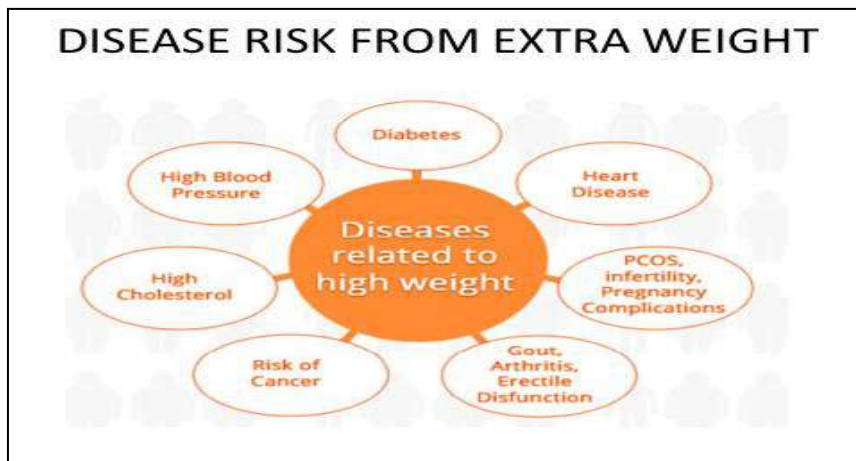 DISEASE RISK FROM EXTRA WEIGHT
Diabetes
High Blood
Pressure
Heart
Disease
Diseases
related to
high weight
High
Cholesterol
PCOS,
infertility,
Pregnancy
Complications
Risk of
Cancer
Gout,
Arthritis,
Erectile
Disfunction